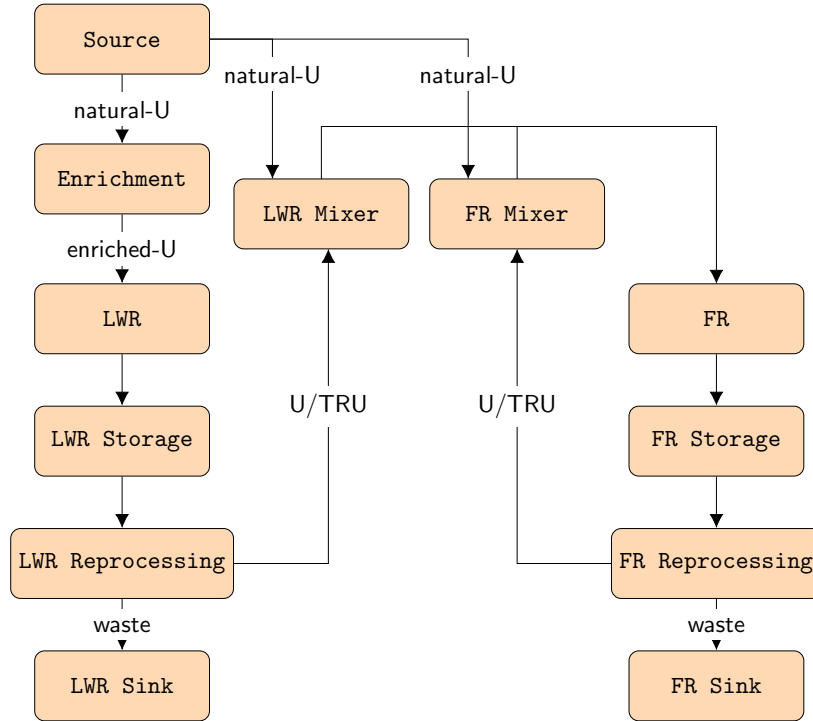 Source
natural-U
natural-U
natural-U
Enrichment
LWR Mixer
FR Mixer
enriched-U
LWR
FR
U/TRU
U/TRU
LWR Storage
FR Storage
LWR Reprocessing
FR Reprocessing
waste
waste
LWR Sink
FR Sink